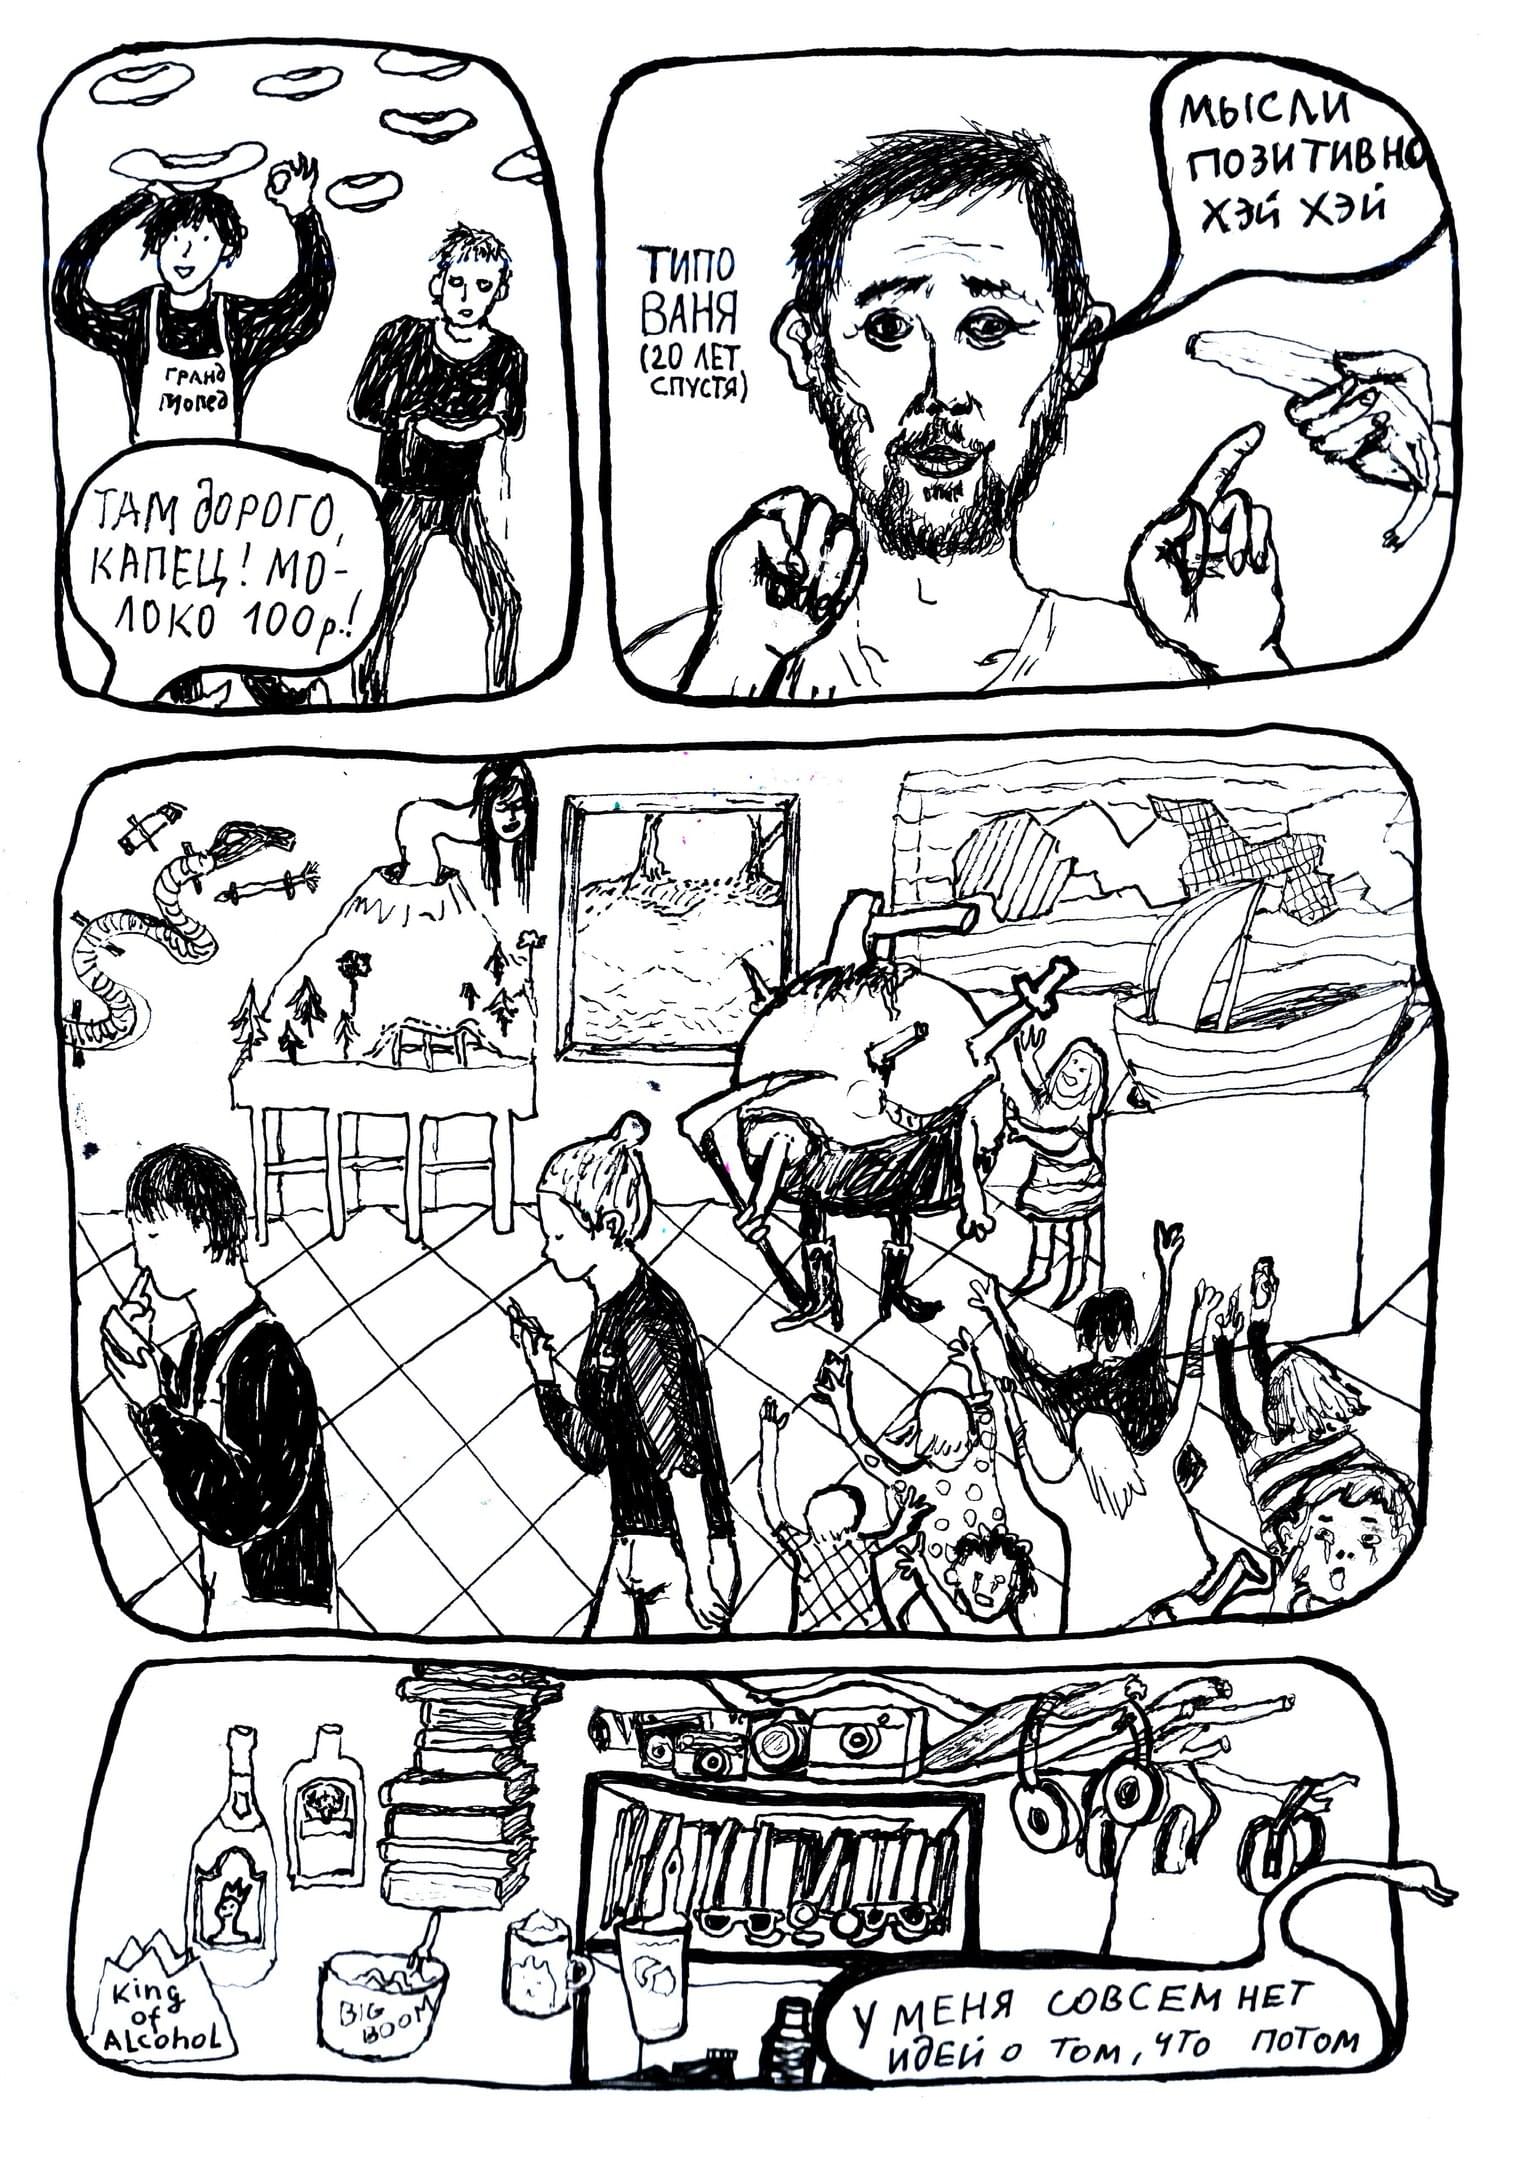 ГРАНД
МОПЕД
ТАМ ДОРОГО,
КАПЕЦ! МО-
ЛОКО 100р.!
ТИПО
ВАНЯ
(20 ЛЕТ
СПУСТЯ)
МЫСЛИ
ПОЗИТИВНО
ХЭЙ ХЭЙ
King
of
ALcohoL
BIG
BOOM
У МЕНЯ СОВСЕМ НЕТ
ИДЕЙ О ТОМ, ЧТО ПОТОМ